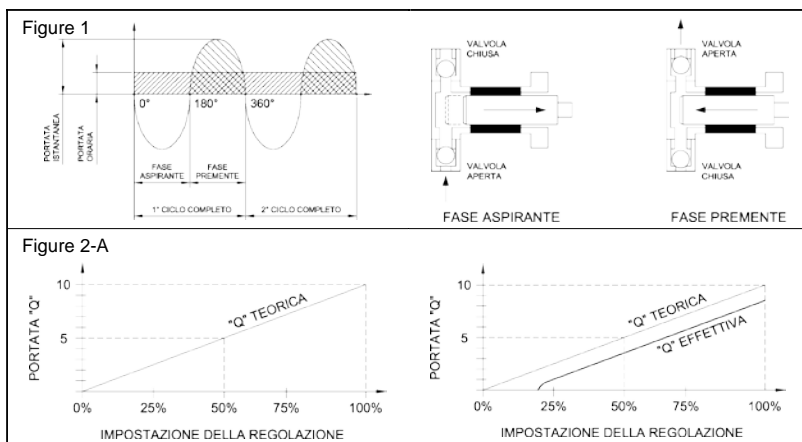 Figure 1
PORTATA
ISTANTANEA
PORTATA
ORARIA
0° 180° 360°
FASE
ASPIRANTE
FASE
PREMENTE
1° CICLO COMPLETO
2° CICLO COMPLETO
VALVOLA
CHIUSA
VALVOLA
APERTA
FASE ASPIRANTE
VALVOLA
APERTA
VALVOLA
CHIUSA
FASE PREMENTE
Figure 2-A
PORTATA "Q"
10
5
"Q" TEORICA
0% 25% 50% 75% 100%
IMPOSTAZIONE DELLA REGOLAZIONE
PORTATA "Q"
10
5
"Q" TEORICA
"Q" EFFETTIVA
0% 25% 50% 75% 100%
IMPOSTAZIONE DELLA REGOLAZIONE